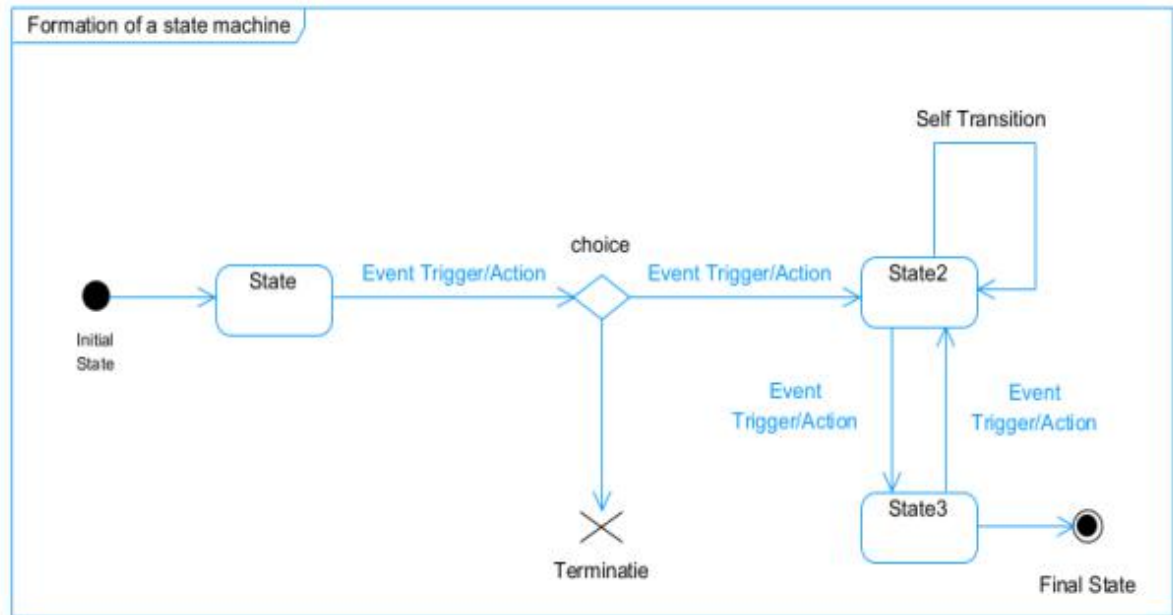 Formation of a state machine
Self Transition
choice
Event Trigger/Action
Event Trigger/Action
State
State2
Initial
State
Event
Trigger/Action
Event
Trigger/Action
State3
Terminatie
Final State